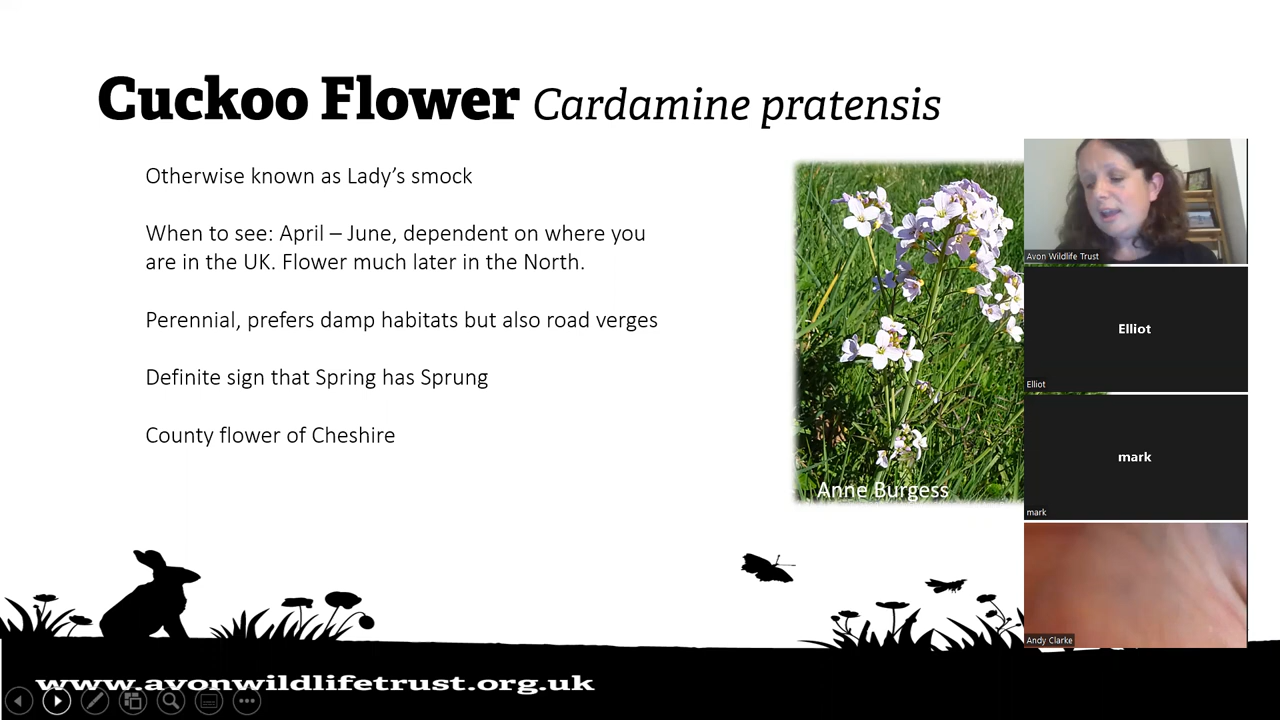 Cuckoo Flower Cardamine pratensis
Otherwise known as Lady’s smock
When to see: April – June, dependent on where you
are in the UK. Flower much later in the North.
Perennial, prefers damp habitats but also road verges
Definite sign that Spring has Sprung
County flower of Cheshire
Anne Burgess
Avon Wildlife Trust
Elliot
Elliot
mark
mark
Andy Clarke
www.avonwildlifetrust.org.uk